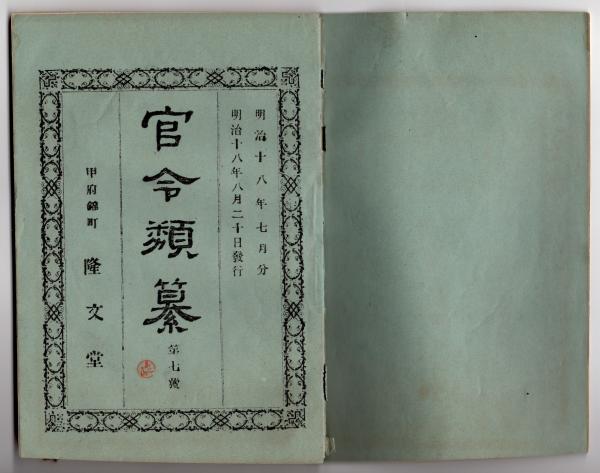 明治十八年七月分
明治十八年八月二十日發行
官令類纂
第七號
甲府錦町
隆文堂